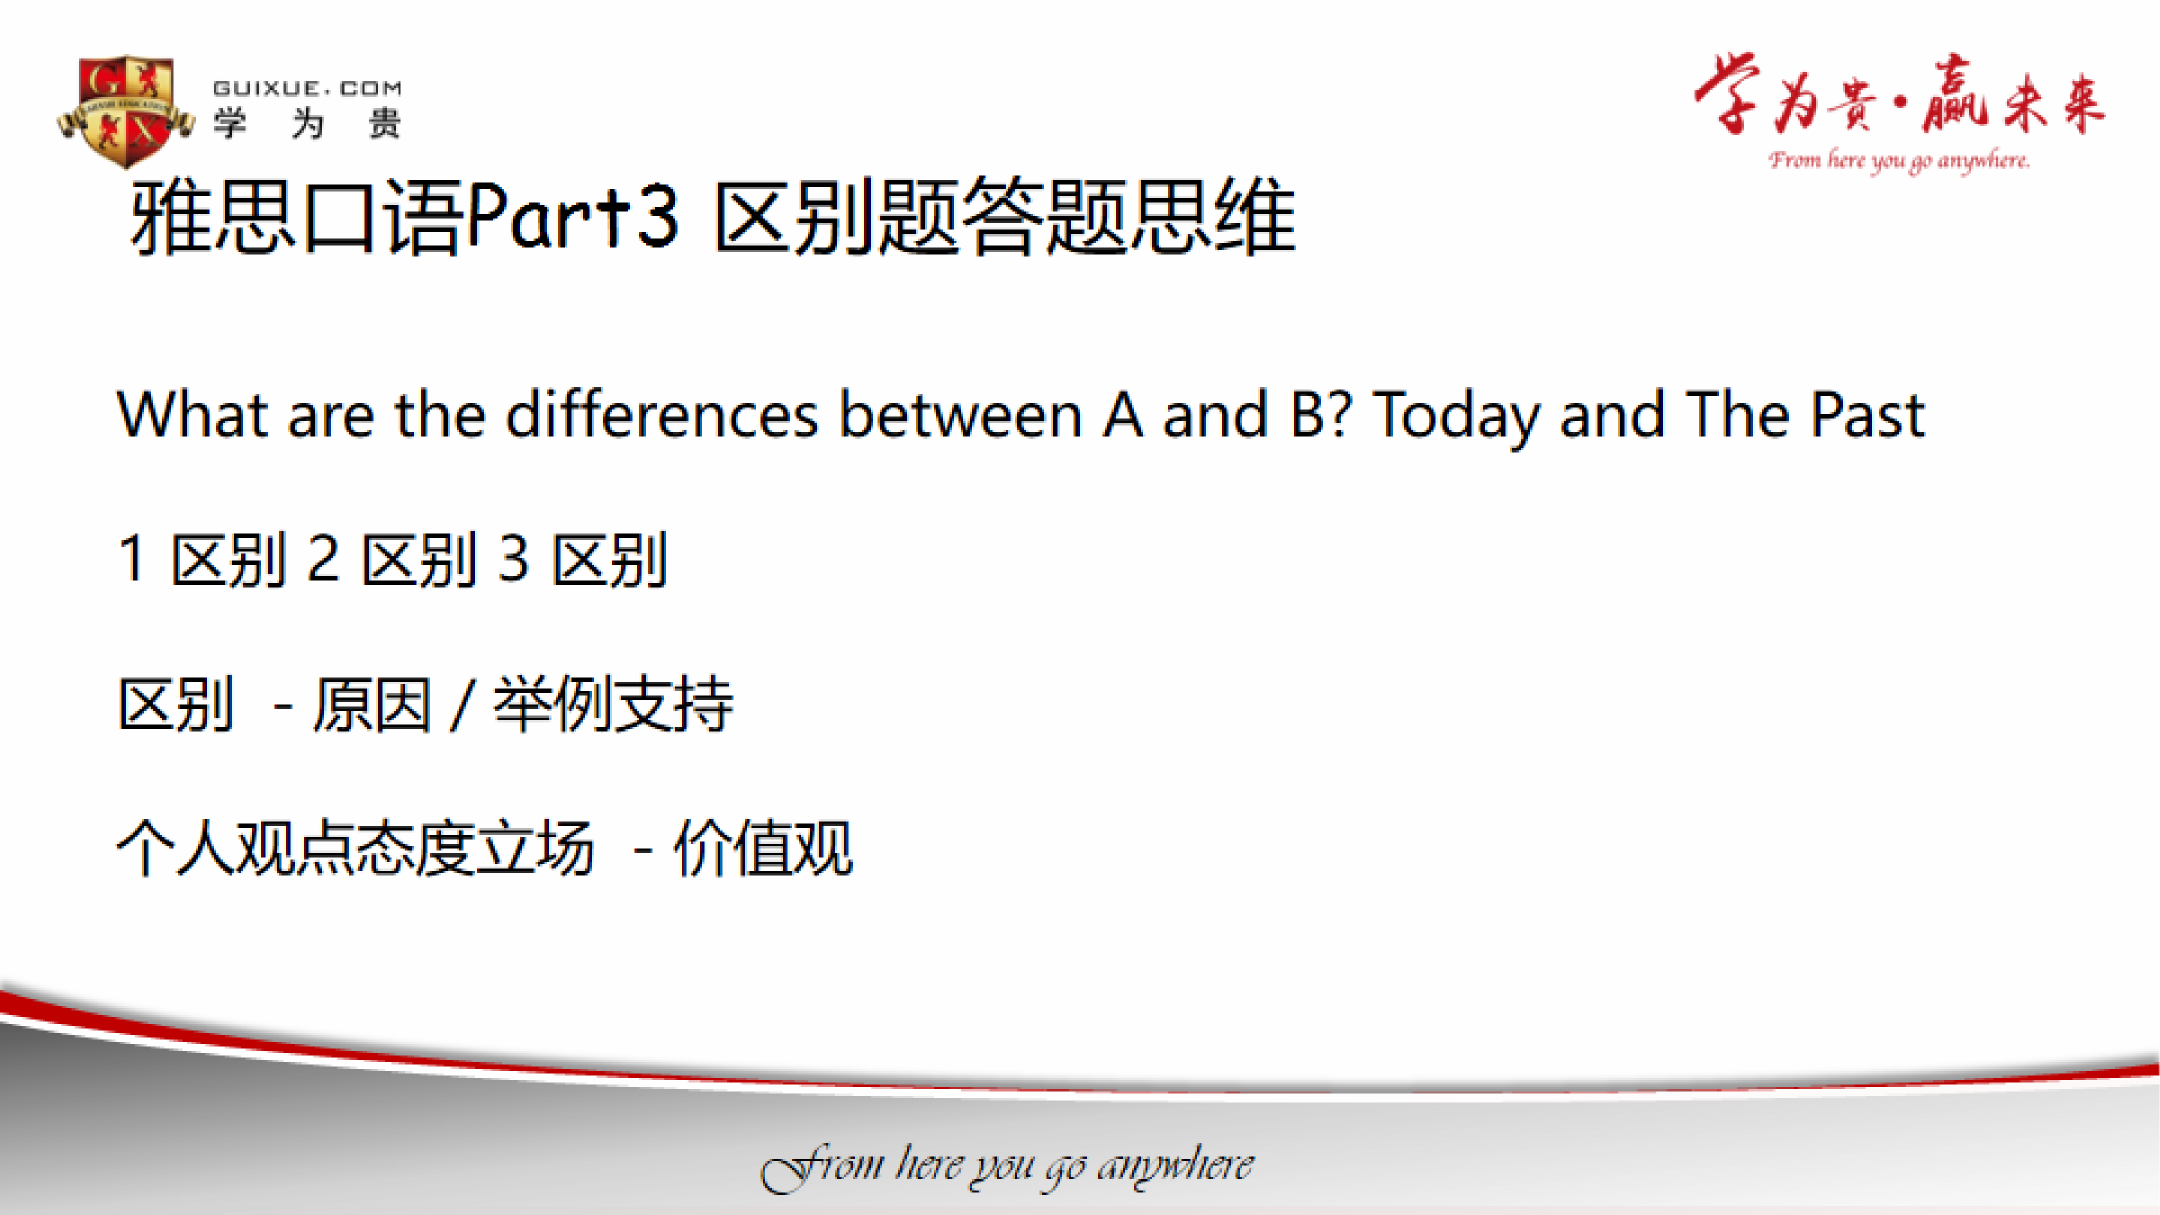 GUIXUE.COM
学为贵
学为贵·赢未来
From here you go anywhere.
雅思口语Part3 区别题答题思维
What are the differences between A and B? Today and The Past
1 区别 2 区别 3 区别
区别 - 原因 / 举例支持
个人观点态度立场 - 价值观
From here you go anywhere